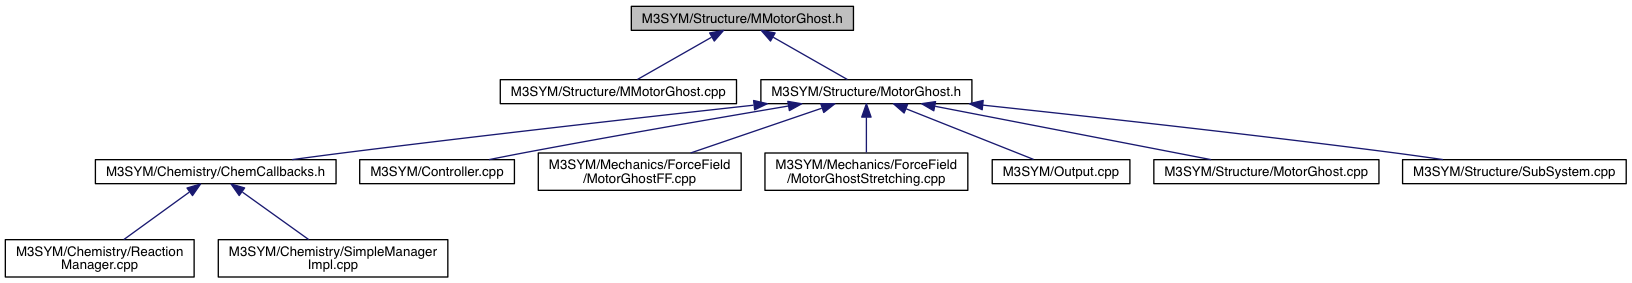 M3SYM/Structure/MMotorGhost.h
M3SYM/Structure/MMotorGhost.cpp
M3SYM/Structure/MotorGhost.h
M3SYM/Chemistry/ChemCallbacks.h
M3SYM/Controller.cpp
M3SYM/Mechanics/ForceField
/MotorGhostFF.cpp
M3SYM/Mechanics/ForceField
/MotorGhostStretching.cpp
M3SYM/Output.cpp
M3SYM/Structure/MotorGhost.cpp
M3SYM/Structure/SubSystem.cpp
M3SYM/Chemistry/Reaction
Manager.cpp
M3SYM/Chemistry/SimpleManager
Impl.cpp